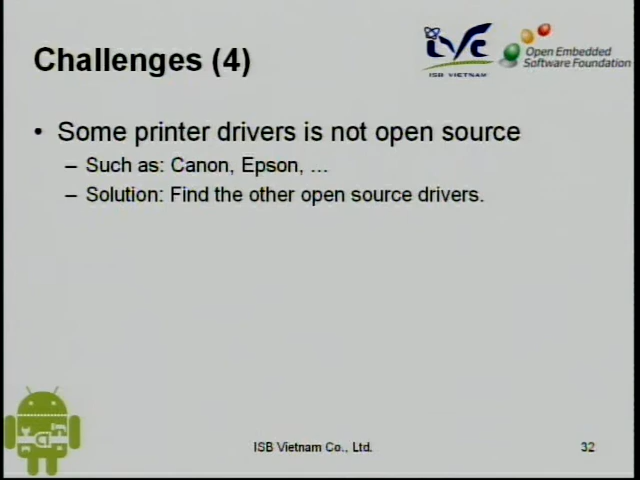 Challenges (4)
ivc
ISB VIETNAM
Open Embedded
Software Foundation
• Some printer drivers is not open source
– Such as: Canon, Epson, ...
– Solution: Find the other open source drivers.
ISB Vietnam Co., Ltd.
32